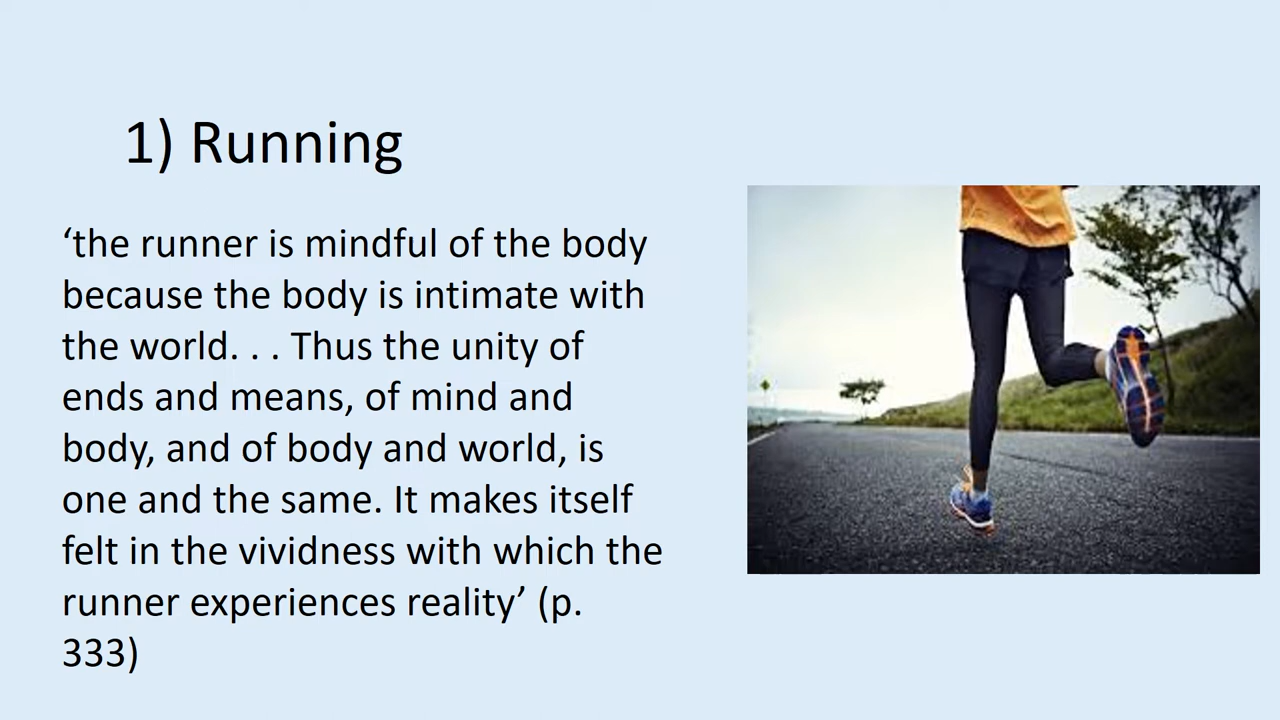 1) Running
‘the runner is mindful of the body
because the body is intimate with
the world. . . Thus the unity of
ends and means, of mind and
body, and of body and world, is
one and the same. It makes itself
felt in the vividness with which the
runner experiences reality’ (p.
333)